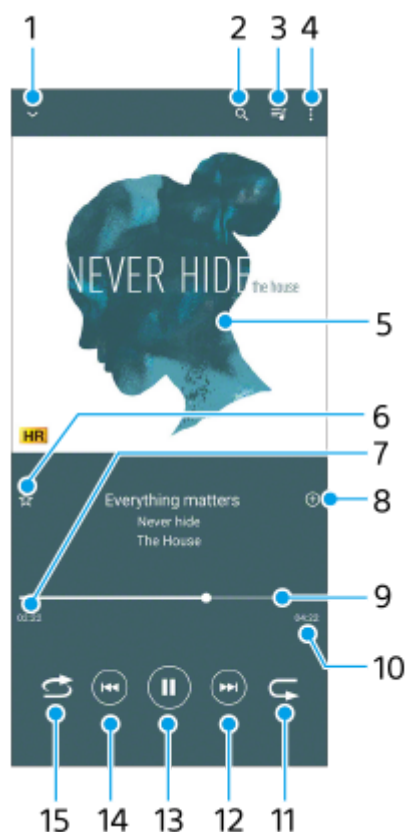 1 2 3 4
NEVER HIDE the house
5
6
HR
7
Everything matters
8
Never hide
The House
9
02:22 04:22
10
15 14 13 12 11